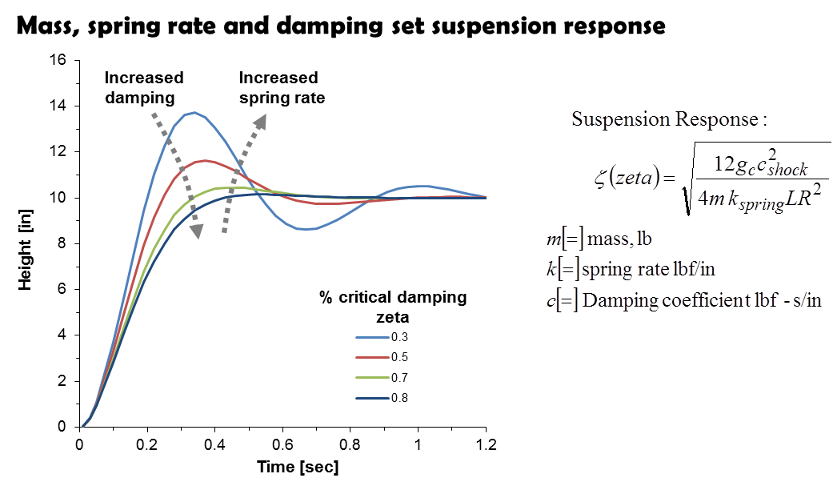 Mass, spring rate and damping set suspension response
16
14
12
10
8
6
4
2
0
Height [in]
Increased
damping
Increased
spring rate
% critical damping
zeta
0.3
0.5
0.7
0.8
0 0.2 0.4 0.6 0.8 1 1.2
Time [sec]
Suspension Response :
ζ(zeta) = √(12g_c c²_shock / 4m k_spring LR²)
m[=] mass, lb
k[=] spring rate lbf/in
c[=] Damping coefficient lbf - s/in